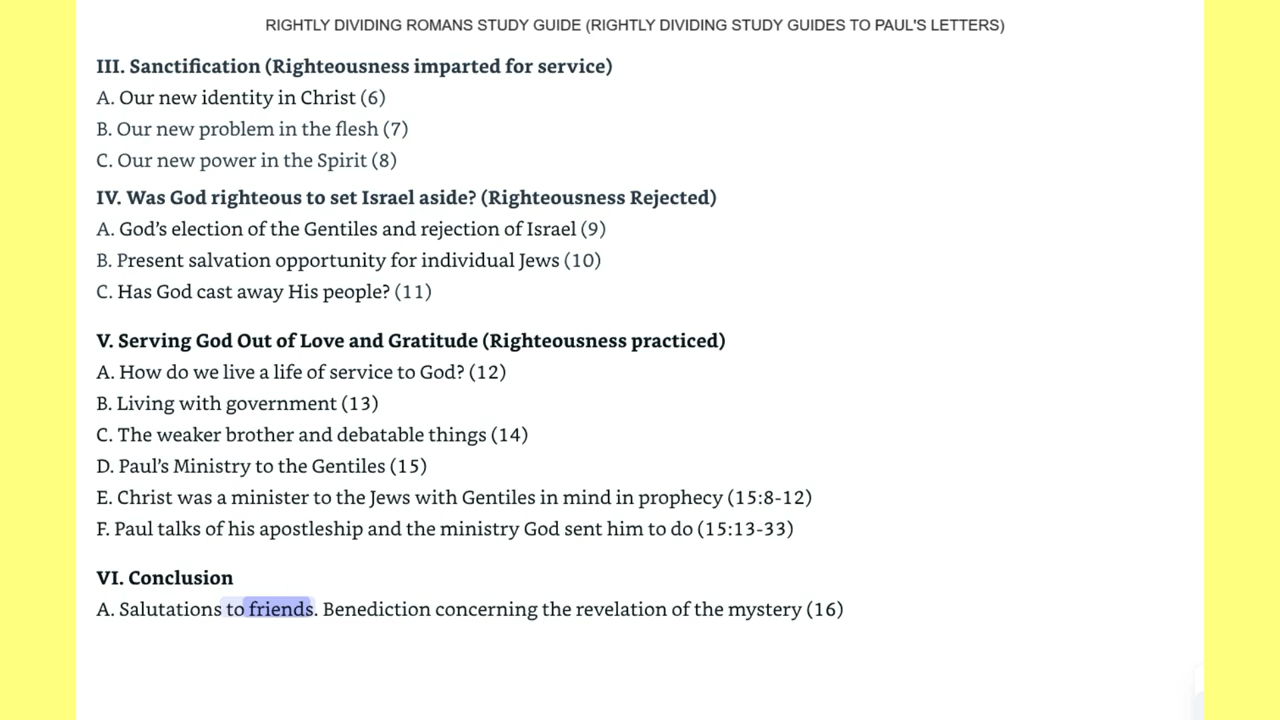 RIGHTLY DIVIDING ROMANS STUDY GUIDE (RIGHTLY DIVIDING STUDY GUIDES TO PAUL'S LETTERS)
III. Sanctification (Righteousness imparted for service)
A. Our new identity in Christ (6)
B. Our new problem in the flesh (7)
C. Our new power in the Spirit (8)
IV. Was God righteous to set Israel aside? (Righteousness Rejected)
A. God’s election of the Gentiles and rejection of Israel (9)
B. Present salvation opportunity for individual Jews (10)
C. Has God cast away His people? (11)
V. Serving God Out of Love and Gratitude (Righteousness practiced)
A. How do we live a life of service to God? (12)
B. Living with government (13)
C. The weaker brother and debatable things (14)
D. Paul’s Ministry to the Gentiles (15)
E. Christ was a minister to the Jews with Gentiles in mind in prophecy (15:8-12)
F. Paul talks of his apostleship and the ministry God sent him to do (15:13-33)
VI. Conclusion
A. Salutations to friends. Benediction concerning the revelation of the mystery (16)